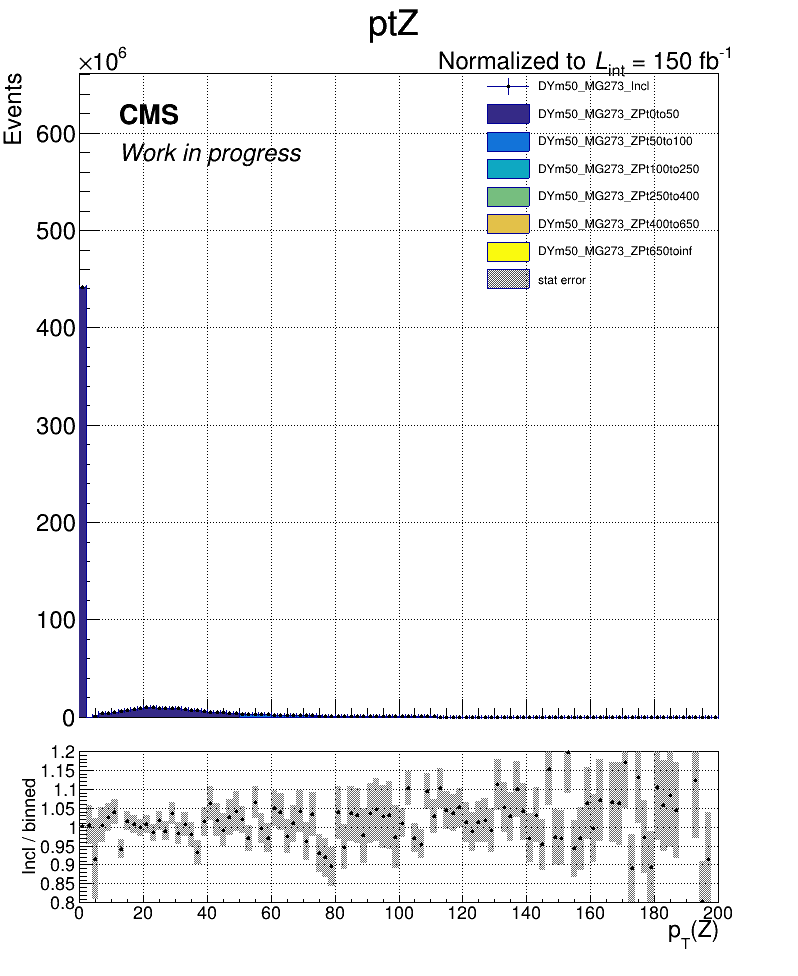 ptZ
×10⁶
Normalized to L_int = 150 fb⁻¹
Events
CMS
Work in progress
DYm50_MG273_Incl
DYm50_MG273_ZPt0to50
DYm50_MG273_ZPt50to100
DYm50_MG273_ZPt100to250
DYm50_MG273_ZPt250to400
DYm50_MG273_ZPt400to650
DYm50_MG273_ZPt650toinf
stat error
600
500
400
300
200
100
0
Incl / binned
1.2
1.15
1.1
1.05
1
0.95
0.9
0.85
0.8
0 20 40 60 80 100 120 140 160 180 200
p_T(Z)